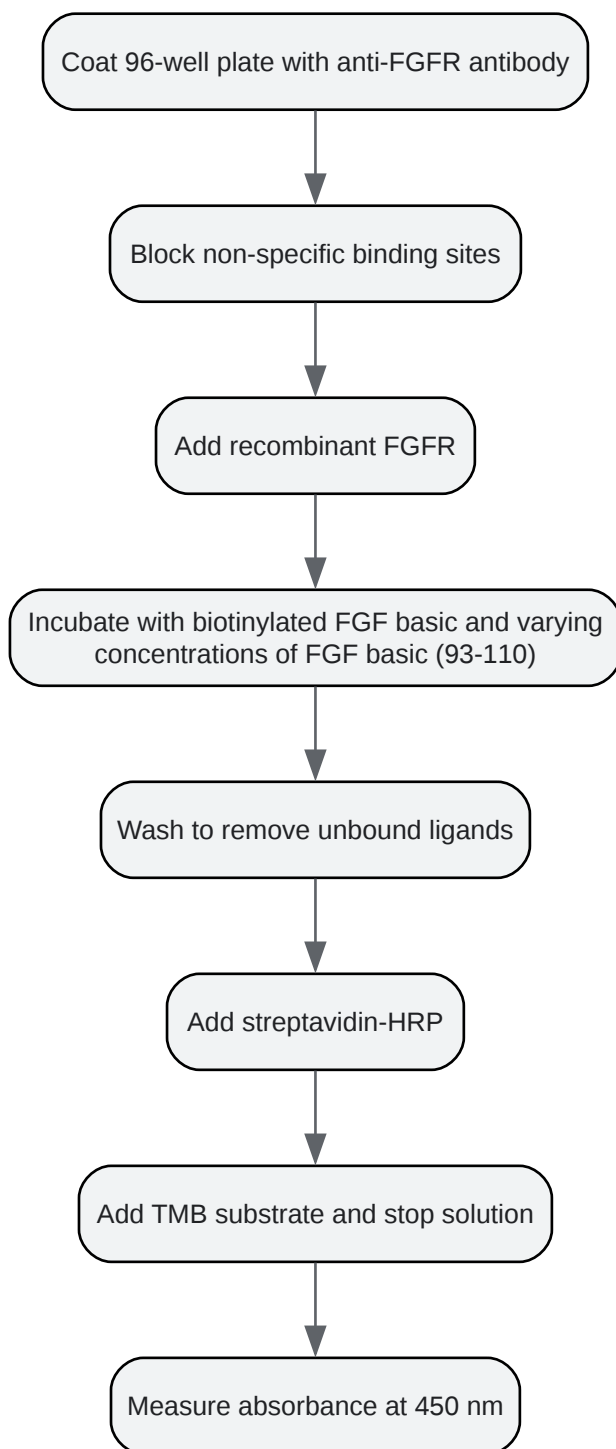 Coat 96-well plate with anti-FGFR antibody
Block non-specific binding sites
Add recombinant FGFR
Incubate with biotinylated FGF basic and varying
concentrations of FGF basic (93-110)
Wash to remove unbound ligands
Add streptavidin-HRP
Add TMB substrate and stop solution
Measure absorbance at 450 nm